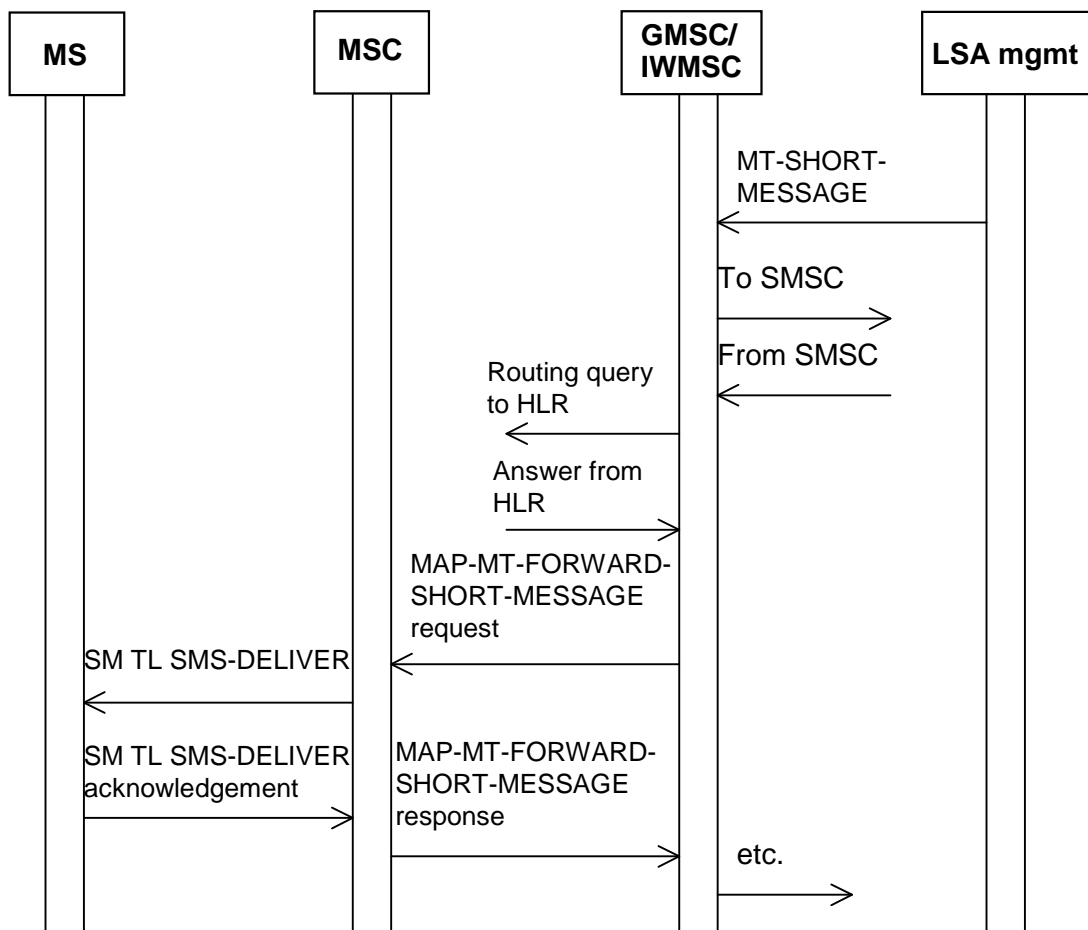 MS
MSC
GMSC/
IWMSC
LSA mgmt
MT-SHORT-
MESSAGE
To SMSC
From SMSC
Routing query
to HLR
Answer from
HLR
MAP-MT-FORWARD-
SHORT-MESSAGE
request
SM TL SMS-DELIVER
SM TL SMS-DELIVER
acknowledgement
MAP-MT-FORWARD-
SHORT-MESSAGE
response
etc.